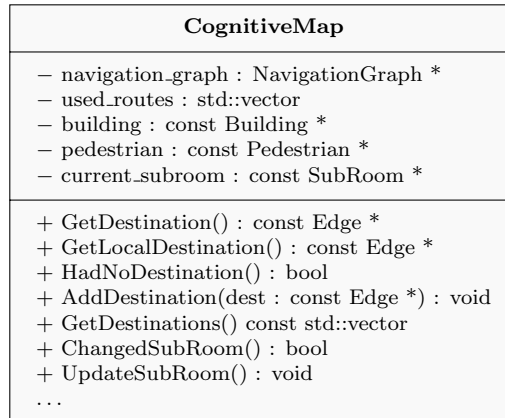 CognitiveMap
− navigation_graph : NavigationGraph *
− used_routes : std::vector
− building : const Building *
− pedestrian : const Pedestrian *
− current_subroom : const SubRoom *
+ GetDestination() : const Edge *
+ GetLocalDestination() : const Edge *
+ HadNoDestination() : bool
+ AddDestination(dest : const Edge *) : void
+ GetDestinations() const std::vector
+ ChangedSubRoom() : bool
+ UpdateSubRoom() : void
...